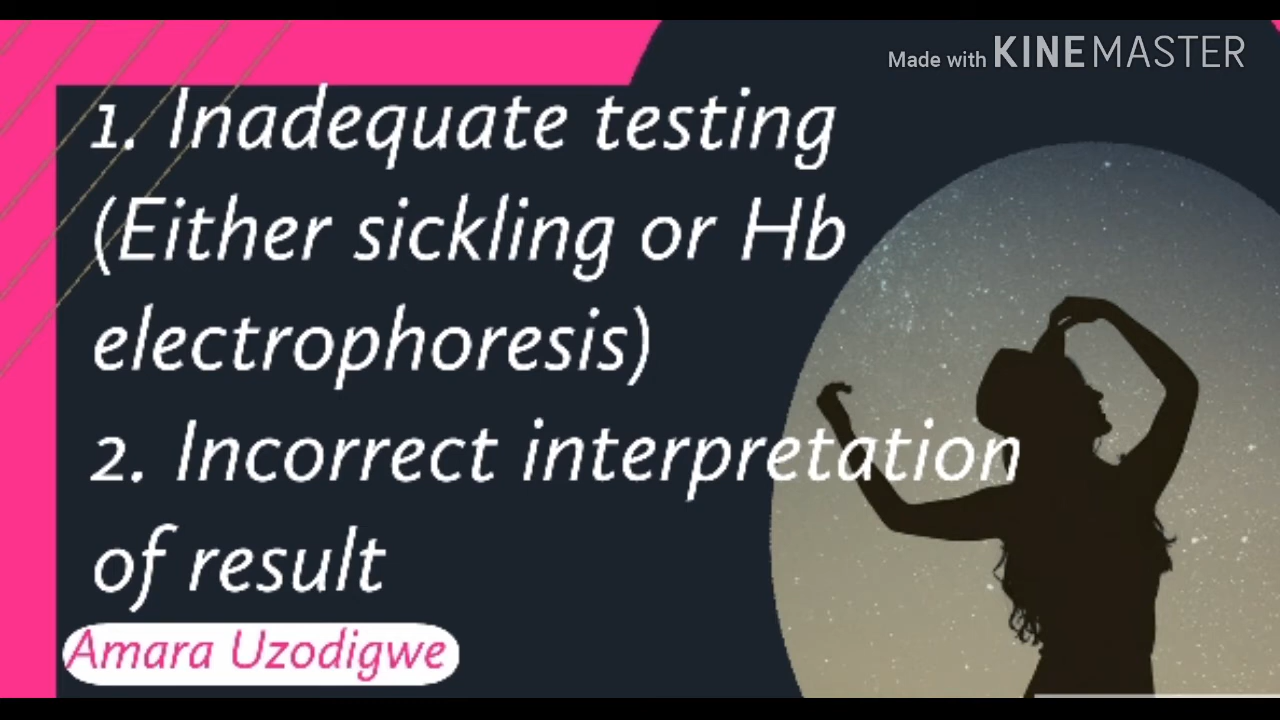 Made with KINEMASTER
1. Inadequate testing
(Either sickling or Hb
electrophoresis)
2. Incorrect interpretation
of result
Amara Uzodigwe